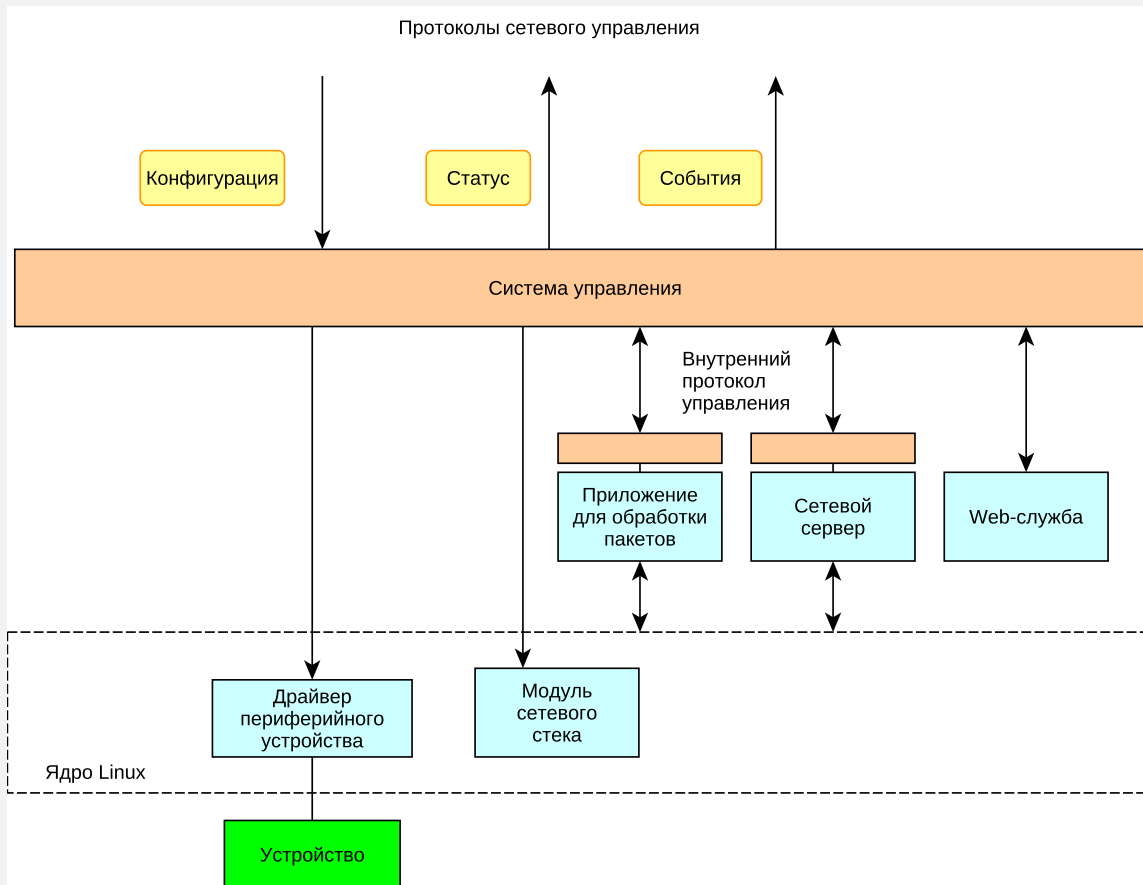 Протоколы сетевого управления
Конфигурация
Статус
События
Система управления
Внутренний
протокол
управления
Приложение
для обработки
пакетов
Сетевой
сервер
Web-служба
Драйвер
периферийного
устройства
Модуль
сетевого
стека
Ядро Linux
Устройство